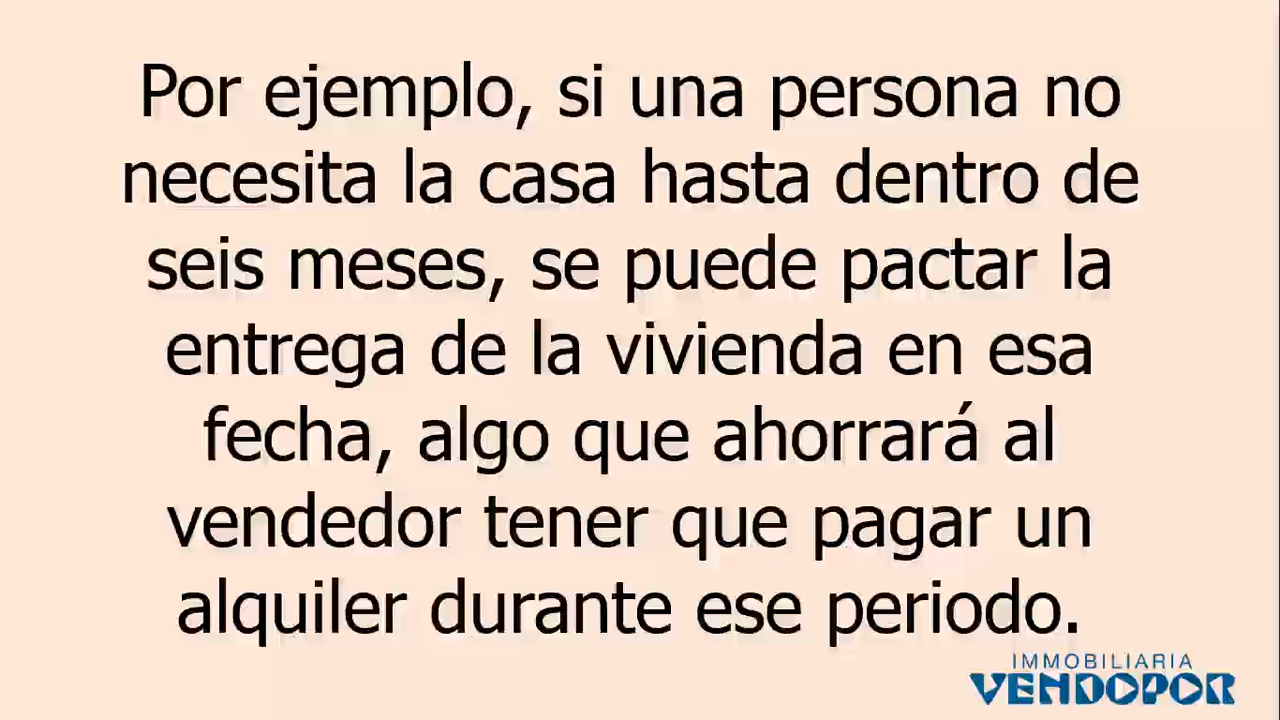 Por ejemplo, si una persona no
necesita la casa hasta dentro de
seis meses, se puede pactar la
entrega de la vivienda en esa
fecha, algo que ahorrará al
vendedor tener que pagar un
alquiler durante ese periodo.
IMMOBILIARIA
VENDOPOR